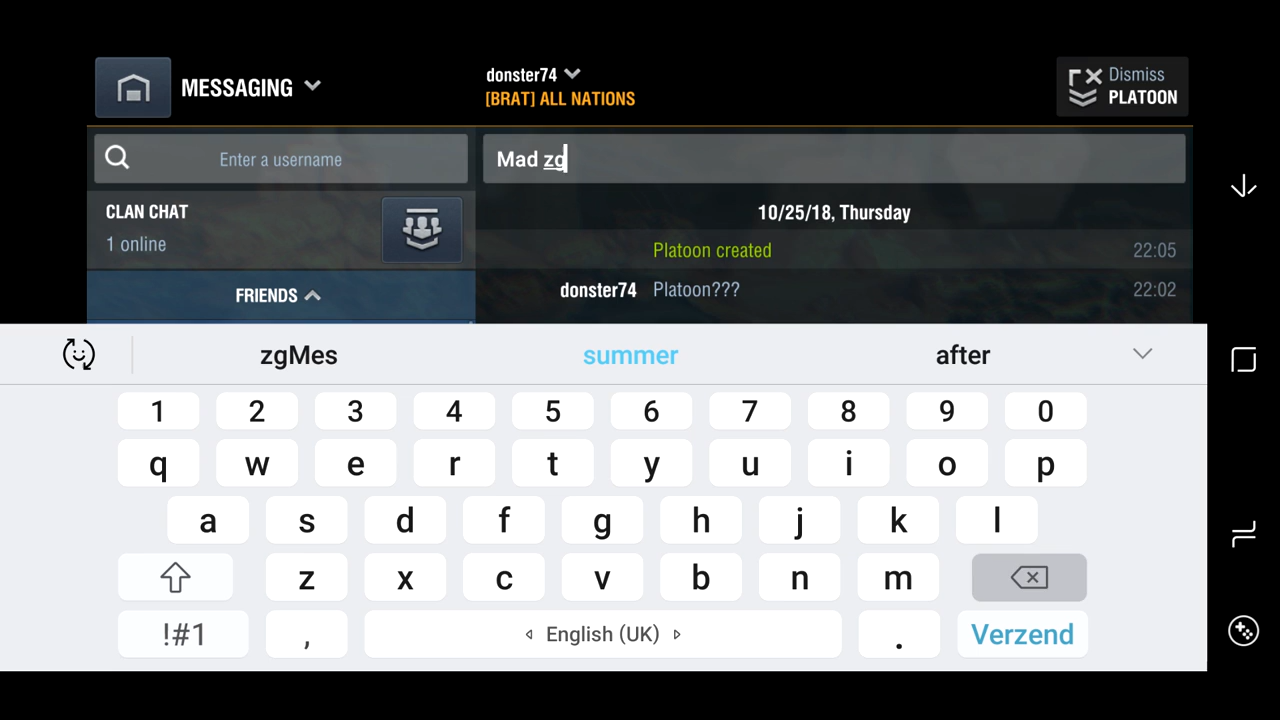 MESSAGING
donster74
[BRAT] ALL NATIONS
Dismiss
PLATOON
Enter a username
Mad zg
CLAN CHAT
1 online
10/25/18, Thursday
Platoon created 22:05
FRIENDS
donster74 Platoon??? 22:02
zgMes summer after
1 2 3 4 5 6 7 8 9 0
q w e r t y u i o p
a s d f g h j k l
z x c v b n m
!#1 , English (UK) . Verzend